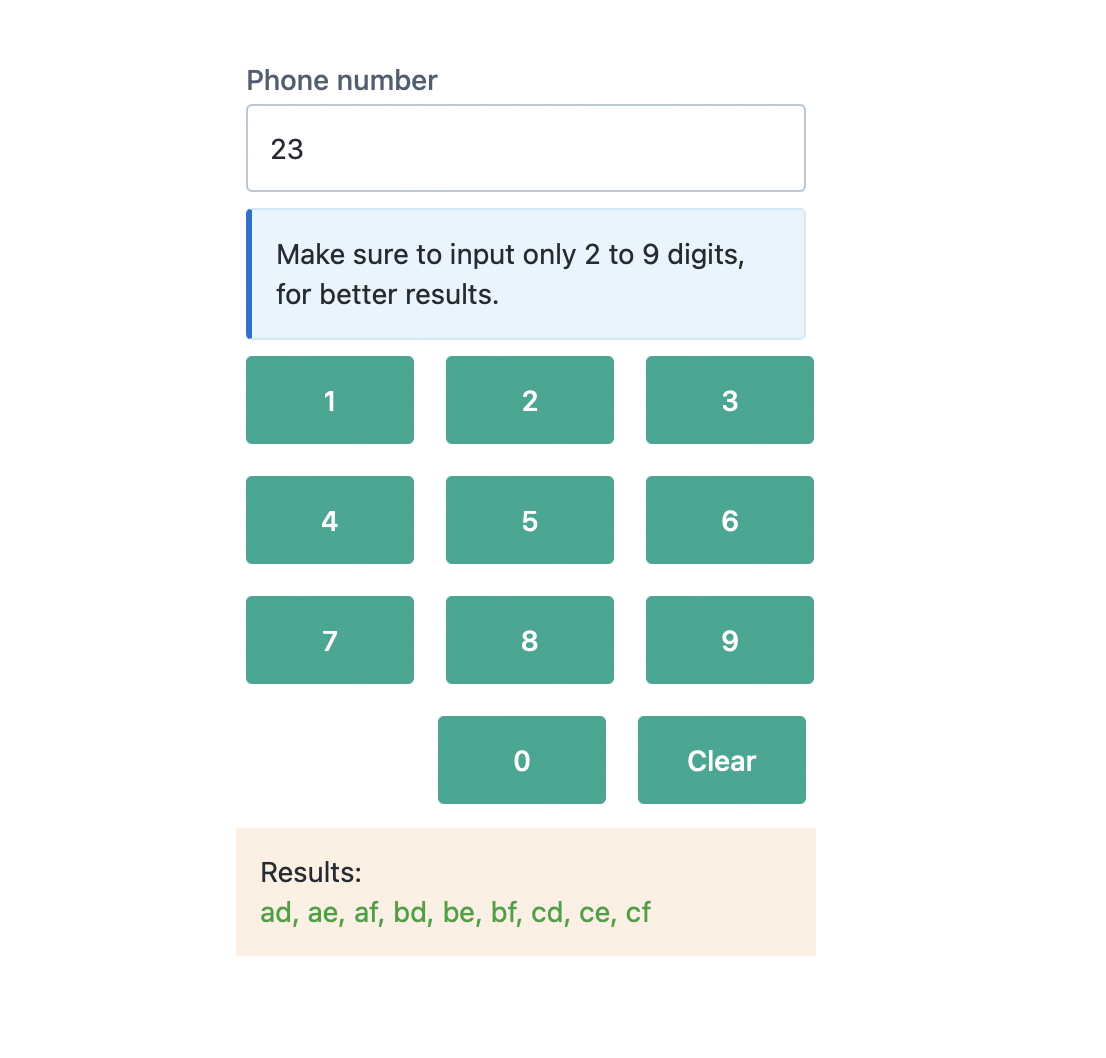 Phone number
23
Make sure to input only 2 to 9 digits,
for better results.
1 2 3
4 5 6
7 8 9
0 Clear
Results:
ad, ae, af, bd, be, bf, cd, ce, cf